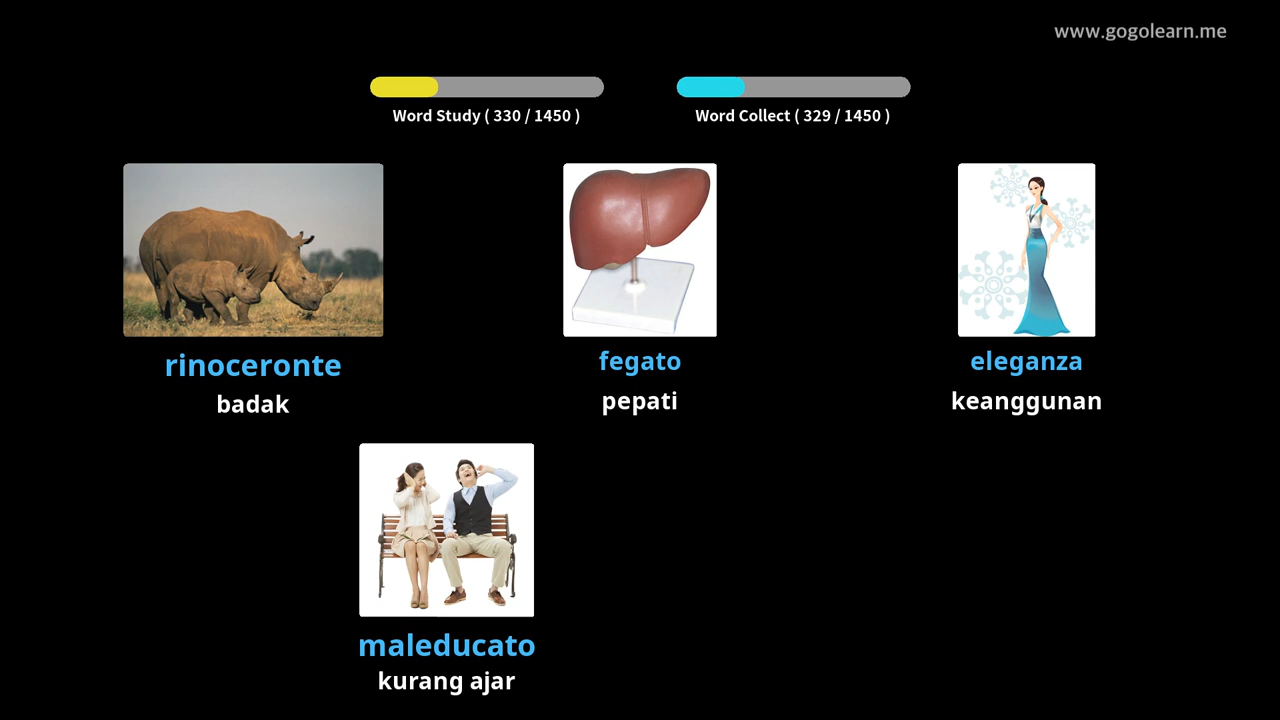 www.gogolearn.me
Word Study ( 330 / 1450 )
Word Collect ( 329 / 1450 )
rinoceronte
badak
fegato
pepati
eleganza
keanggunan
maleducato
kurang ajar